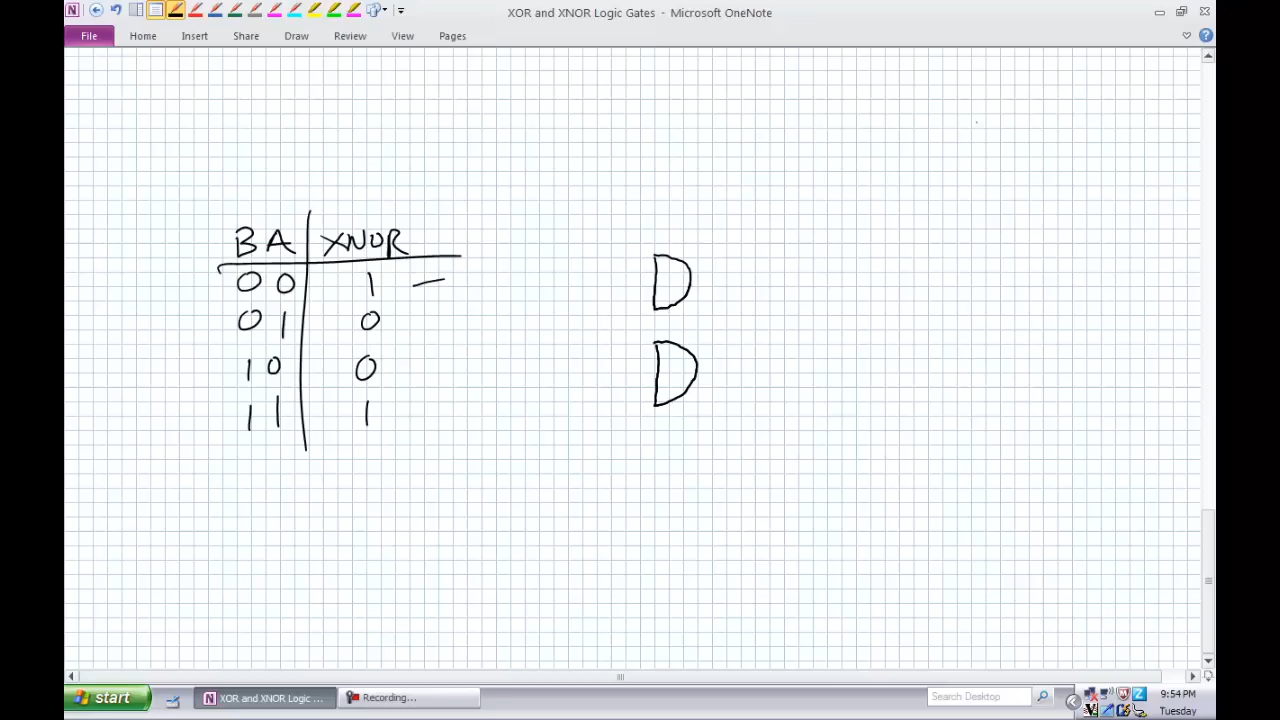 XOR and XNOR Logic Gates - Microsoft OneNote
File Home Insert Share Draw Review View Pages
B A XNOR
0 0 1 —
0 1 0
1 0 0
1 1 1
start XOR and XNOR Logic ... Recording... Search Desktop 9:54 PM
Tuesday